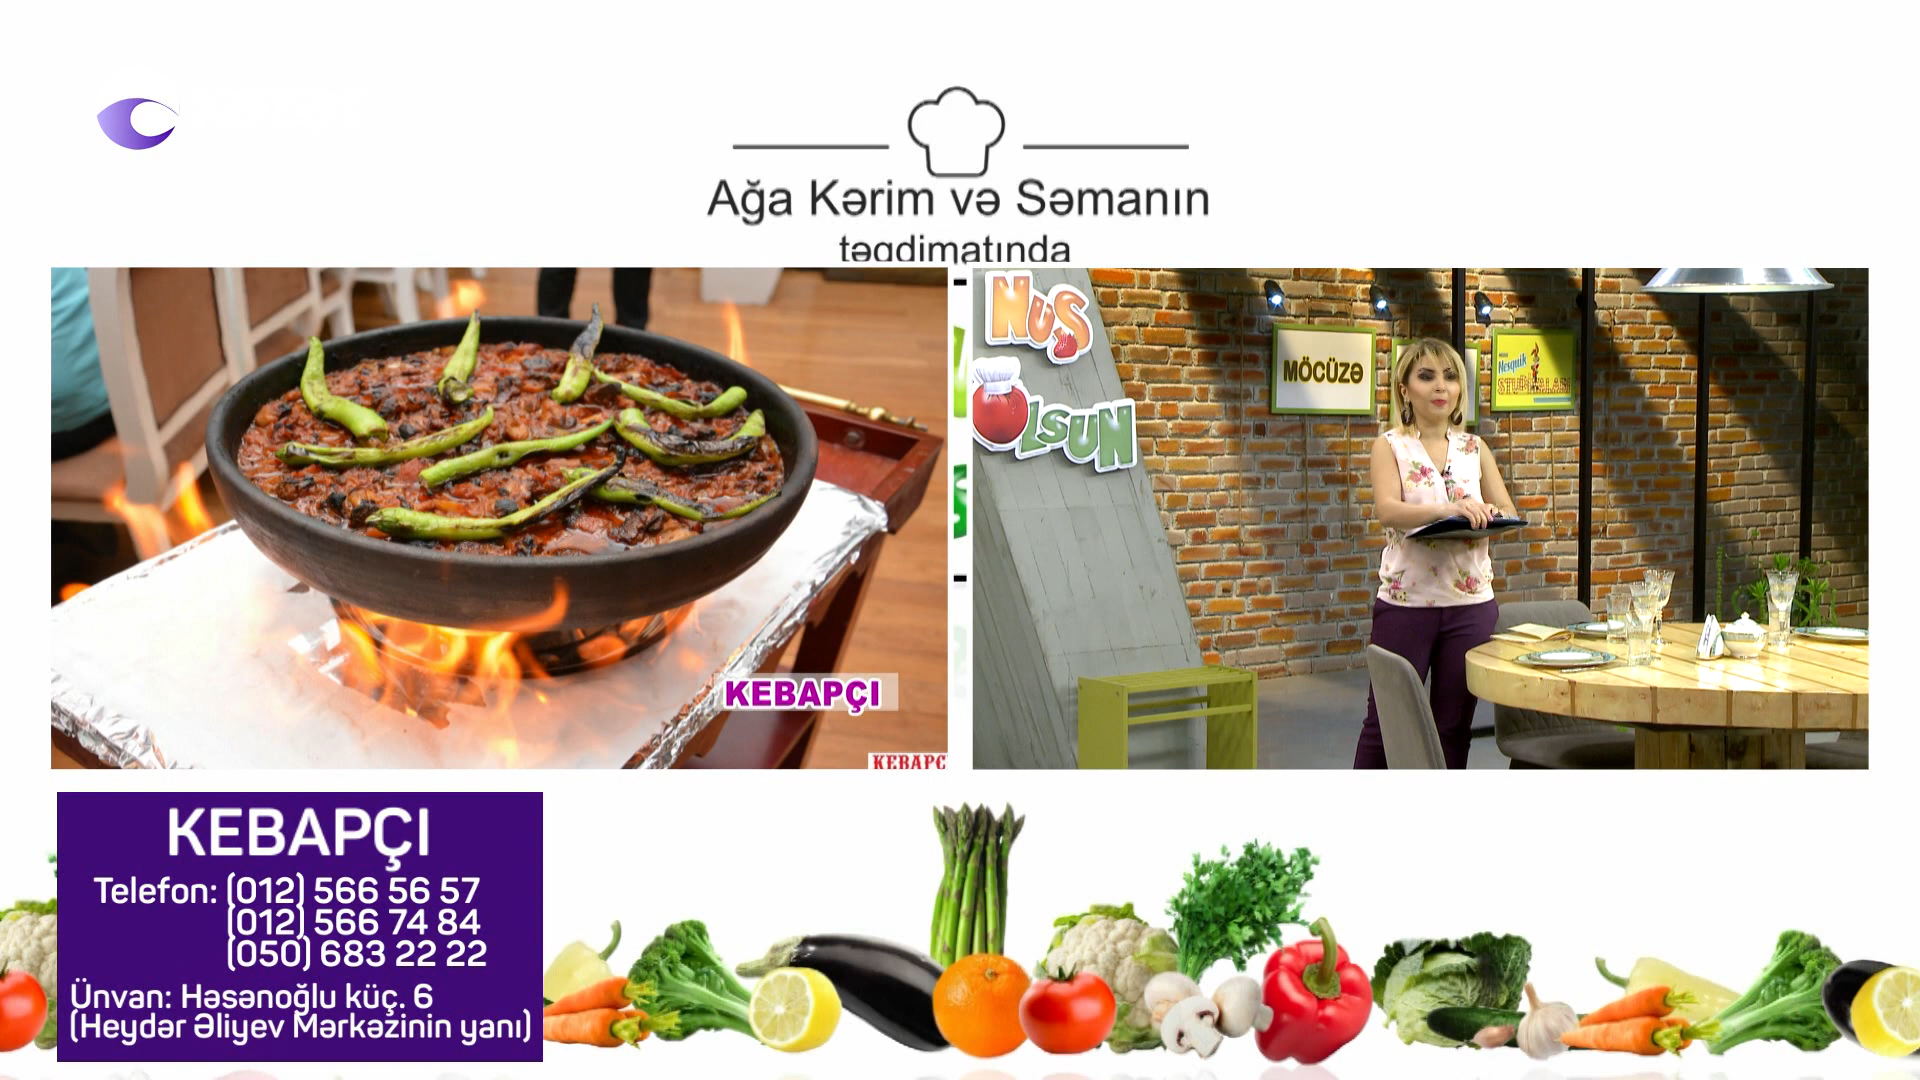 Ağa Kərim və Səmanın
təqdimatında
NUŞ
OLSUN
MÖCÜZƏ
Nesquik
KEBAPÇI
KEBAPÇ
KEBAPÇI
Telefon: (012) 566 56 57
(012) 566 74 84
(050) 683 22 22
Ünvan: Həsənoğlu küç. 6
(Heydər Əliyev Mərkəzinin yanı)